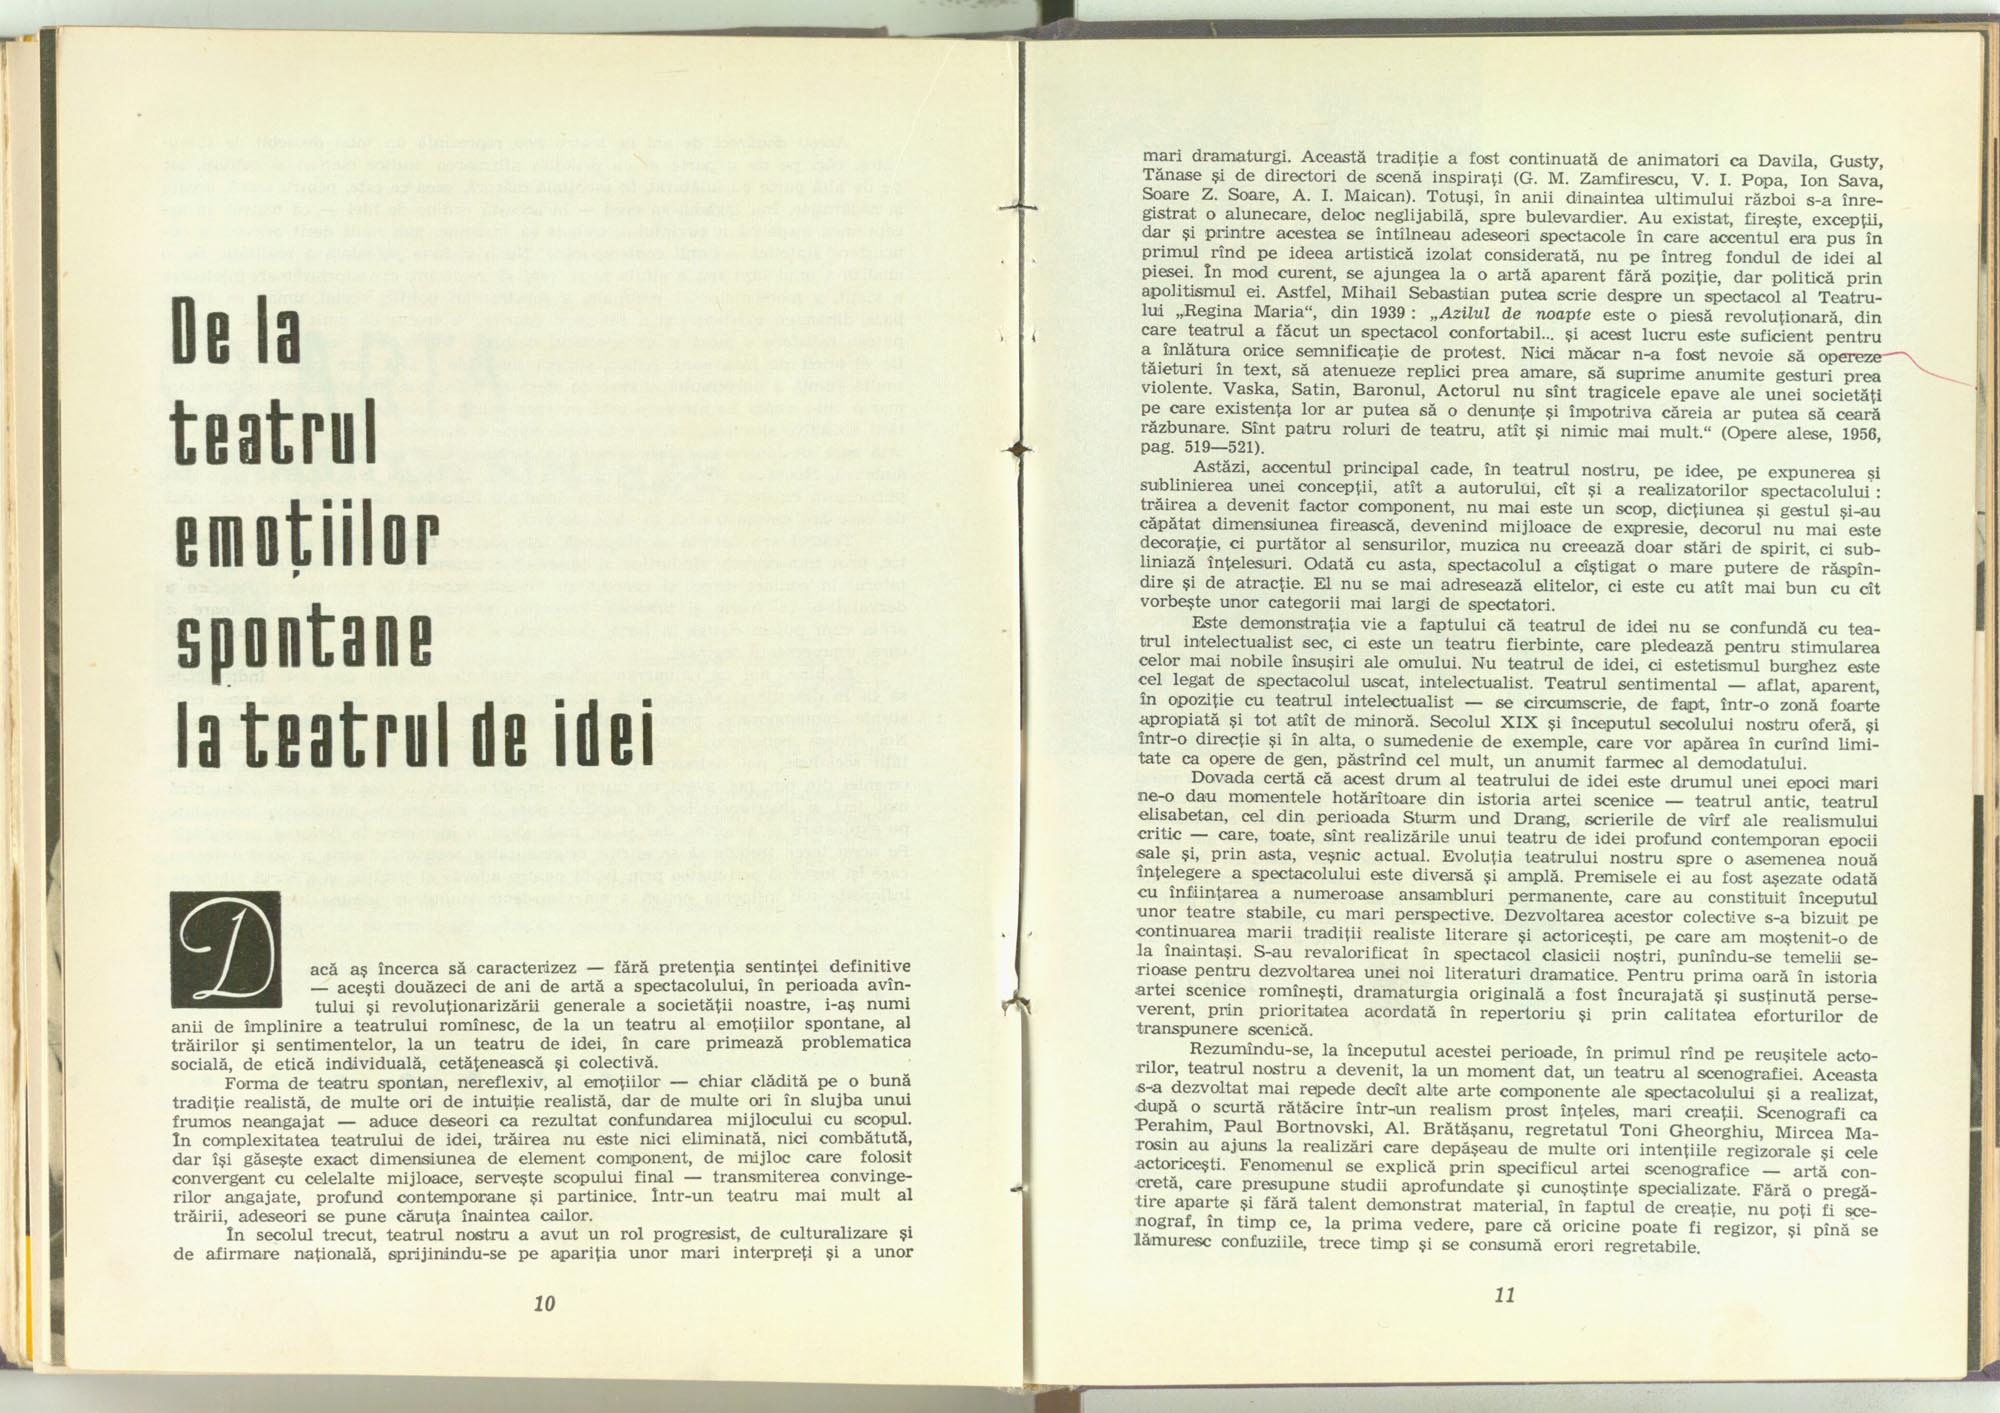 De la
teatrul
emoțiilor
spontane
la teatrul de idei
Dacă aș încerca să caracterizez — fără pretenția sentinței definitive
— acești douăzeci de ani de artă a spectacolului, în perioada avîn-
tului și revoluționarizării generale a societății noastre, i-aș numi
anii de împlinire a teatrului romînesc, de la un teatru al emoțiilor spontane, al
trăirilor și sentimentelor, la un teatru de idei, în care primează problematica
socială, de etică individuală, cetățenească și colectivă.
Forma de teatru spontan, nereflexiv, al emoțiilor — chiar clădită pe o bună
tradiție realistă, de multe ori de intuiție realistă, dar de multe ori în slujba unui
frumos neangajat — aduce deseori ca rezultat confundarea mijlocului cu scopul.
În complexitatea teatrului de idei, trăirea nu este nici eliminată, nici combătută,
dar își găsește exact dimensiunea de element component, de mijloc care folosit
convergent cu celelalte mijloace, servește scopului final — transmiterea convinge-
rilor angajate, profund contemporane și partinice. Într-un teatru mai mult al
trăirii, adeseori se pune căruța înaintea cailor.
În secolul trecut, teatrul nostru a avut un rol progresist, de culturalizare și
de afirmare națională, sprijinindu-se pe apariția unor mari interpreți și a unor
10
mari dramaturgi. Această tradiție a fost continuată de animatori ca Davila, Gusty,
Tănase și de directori de scenă inspirați (G. M. Zamfirescu, V. I. Popa, Ion Sava,
Soare Z. Soare, A. I. Maican). Totuși, în anii dinaintea ultimului război s-a înre-
gistrat o alunecare, deloc neglijabilă, spre bulevardier. Au existat, firește, excepții,
dar și printre acestea se întîlneau adeseori spectacole în care accentul era pus în
primul rînd pe ideea artistică izolat considerată, nu pe întreg fondul de idei al
piesei. În mod curent, se ajungea la o artă aparent fără poziție, dar politică prin
apolitismul ei. Astfel, Mihail Sebastian putea scrie despre un spectacol al Teatru-
lui „Regina Maria“, din 1939 : „Azilul de noapte este o piesă revoluționară, din
care teatrul a făcut un spectacol confortabil... și acest lucru este suficient pentru
a înlătura orice semnificație de protest. Nici măcar n-a fost nevoie să opereze
tăieturi în text, să atenueze replici prea amare, să suprime anumite gesturi prea
violente. Vaska, Satin, Baronul, Actorul nu sînt tragicele epave ale unei societăți
pe care existența lor ar putea să o denunțe și împotriva căreia ar putea să ceară
răzbunare. Sînt patru roluri de teatru, atît și nimic mai mult.“ (Opere alese, 1956,
pag. 519—521).
Astăzi, accentul principal cade, în teatrul nostru, pe idee, pe expunerea și
sublinierea unei concepții, atît a autorului, cît și a realizatorilor spectacolului :
trăirea a devenit factor component, nu mai este un scop, dicțiunea și gestul și-au
căpătat dimensiunea firească, devenind mijloace de expresie, decorul nu mai este
decorație, ci purtător al sensurilor, muzica nu creează doar stări de spirit, ci sub-
liniază înțelesuri. Odată cu asta, spectacolul a cîștigat o mare putere de răspîn-
dire și de atracție. El nu se mai adresează elitelor, ci este cu atît mai bun cu cît
vorbește unor categorii mai largi de spectatori.
Este demonstrația vie a faptului că teatrul de idei nu se confundă cu tea-
trul intelectualist sec, ci este un teatru fierbinte, care pledează pentru stimularea
celor mai nobile însușiri ale omului. Nu teatrul de idei, ci estetismul burghez este
cel legat de spectacolul uscat, intelectualist. Teatrul sentimental — aflat, aparent,
în opoziție cu teatrul intelectualist — se circumscrie, de fapt, într-o zonă foarte
apropiată și tot atît de minoră. Secolul XIX și începutul secolului nostru oferă, și
într-o direcție și în alta, o sumedenie de exemple, care vor apărea în curînd limi-
tate ca opere de gen, păstrînd cel mult, un anumit farmec al demodatului.
Dovada certă că acest drum al teatrului de idei este drumul unei epoci mari
ne-o dau momentele hotărîtoare din istoria artei scenice — teatrul antic, teatrul
elisabetan, cel din perioada Sturm und Drang, scrierile de vîrf ale realismului
critic — care, toate, sînt realizările unui teatru de idei profund contemporan epocii
sale și, prin asta, veșnic actual. Evoluția teatrului nostru spre o asemenea nouă
înțelegere a spectacolului este diversă și amplă. Premisele ei au fost așezate odată
cu înființarea a numeroase ansambluri permanente, care au constituit începutul
unor teatre stabile, cu mari perspective. Dezvoltarea acestor colective s-a bizuit pe
continuarea marii tradiții realiste literare și actoricești, pe care am moștenit-o de
la înaintași. S-au revalorificat în spectacol clasicii noștri, punîndu-se temelii se-
rioase pentru dezvoltarea unei noi literaturi dramatice. Pentru prima oară în istoria
artei scenice romînești, dramaturgia originală a fost încurajată și susținută perse-
verent, prin prioritatea acordată în repertoriu și prin calitatea eforturilor de
transpunere scenică.
Rezumîndu-se, la începutul acestei perioade, în primul rînd pe reușitele acto-
rilor, teatrul nostru a devenit, la un moment dat, un teatru al scenografiei. Aceasta
s-a dezvoltat mai repede decît alte arte componente ale spectacolului și a realizat,
după o scurtă rătăcire într-un realism prost înțeles, mari creații. Scenografi ca
Perahim, Paul Bortnovski, Al. Brătășanu, regretatul Toni Gheorghiu, Mircea Ma-
rosin au ajuns la realizări care depășeau de multe ori intențiile regizorale și cele
actoricești. Fenomenul se explică prin specificul artei scenografice — artă con-
cretă, care presupune studii aprofundate și cunoștințe specializate. Fără o pregă-
tire aparte și fără talent demonstrat material, în faptul de creație, nu poți fi sce-
nograf, în timp ce, la prima vedere, pare că oricine poate fi regizor, și pînă se
lămuresc confuziile, trece timp și se consumă erori regretabile.
11